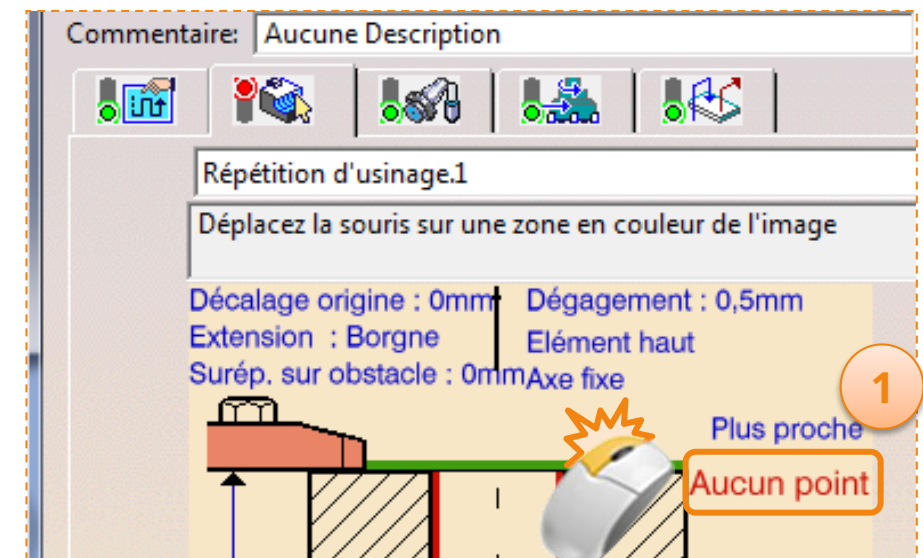 Commentaire: Aucune Description
Répétition d'usinage.1
Déplacez la souris sur une zone en couleur de l'image
Décalage origine : 0mm
Extension : Borgne
Surép. sur obstacle : 0mm
Dégagement : 0,5mm
Elément haut
Axe fixe
1
Plus proche
Aucun point